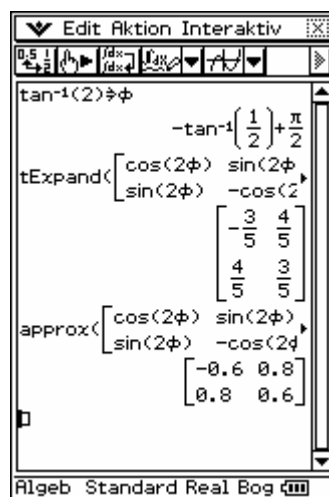 Edit Aktion Interaktiv
tan⁻¹(2)⇒ϕ
-tan⁻¹(1/2)+π/2
tExpand([cos(2ϕ) sin(2ϕ
sin(2ϕ) -cos(2
[-3/5 4/5
4/5 3/5]
approx([cos(2ϕ) sin(2ϕ)
sin(2ϕ) -cos(2ϕ
[-0.6 0.8
0.8 0.6]
Algeb Standard Real Bog